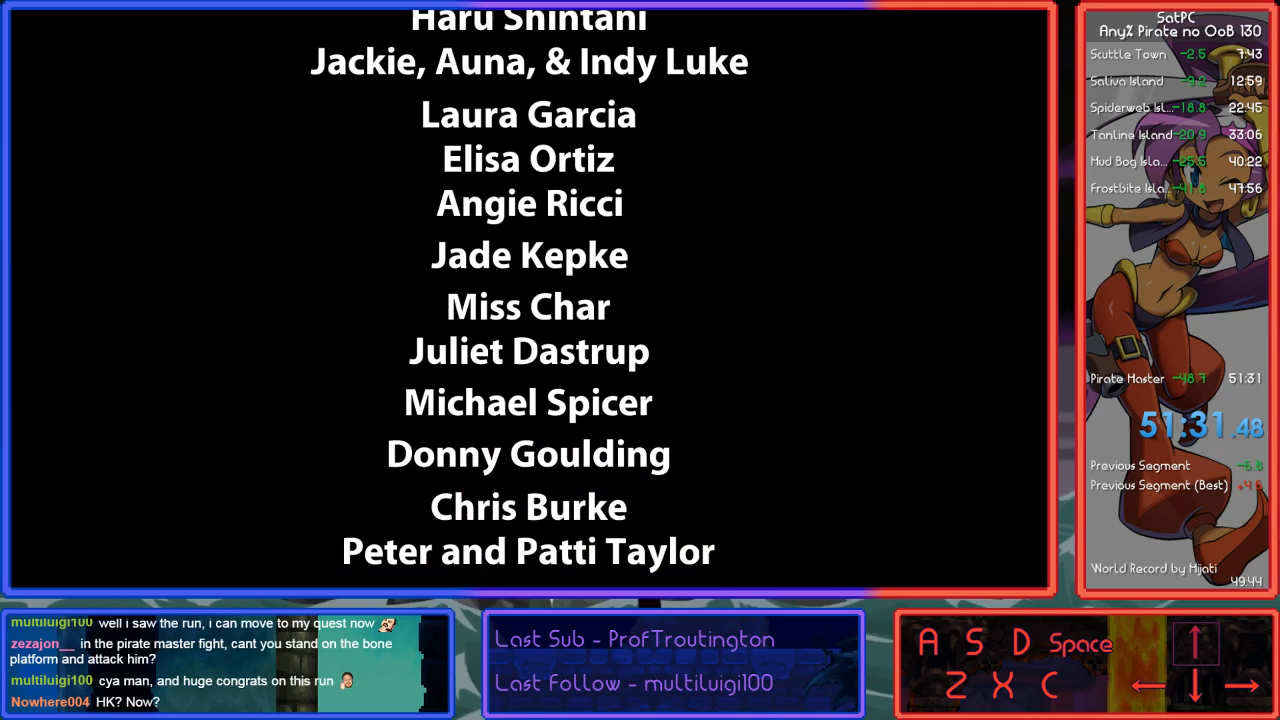 Haru Shintani
Jackie, Auna, & Indy Luke
Laura Garcia
Elisa Ortiz
Angie Ricci
Jade Kepke
Miss Char
Juliet Dastrup
Michael Spicer
Donny Goulding
Chris Burke
Peter and Patti Taylor
SatPC
Any% Pirate no OoB 130
Scuttle Town -2.5 7:43
Saliva Island -9.2 12:59
Spiderweb Isl... -18.8 22:45
Tanline Island -20.9 33:06
Mud Bog Isla... -25.5 40:22
Frostbite Isla... -41.8 47:56
Pirate Master -48.7 51:31
51:31.48
Previous Segment -6.8
Previous Segment (Best)
World Record by Hijati
49:44
multiluigi100 well i saw the run, i can move to my quest now
zezajon__ in the pirate master fight, cant you stand on the bone
platform and attack him?
multiluigi100 cya man, and huge congrats on this run
Nowhere004 HK? Now?
Last Sub - ProfTroutington
Last Follow - multiluigi100
A S D Space ↑
Z X C ← ↓ →